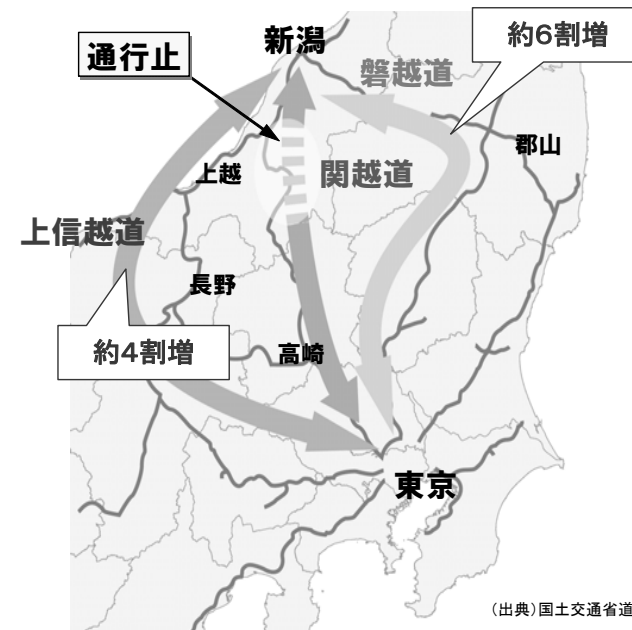 新潟
約6割増
通行止
磐越道
郡山
上越
関越道
上信越道
長野
約4割増
高崎
東京
(出典)国土交通省道